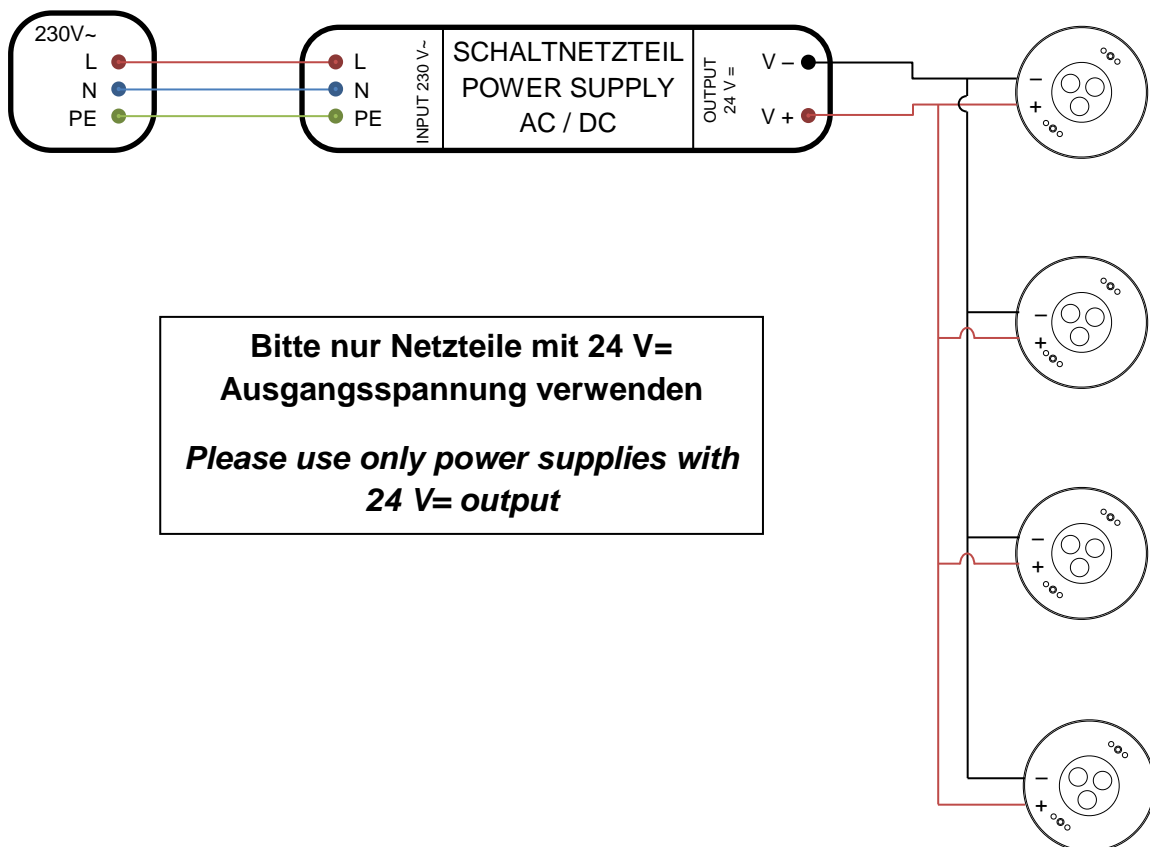 230V~
L
N
PE
L
N
PE
INPUT 230 V~
SCHALTNETZTEIL
POWER SUPPLY
AC / DC
OUTPUT
24 V =
V –
V +
–
+
–
+
–
+
–
+
Bitte nur Netzteile mit 24 V=
Ausgangsspannung verwenden
Please use only power supplies with
24 V= output